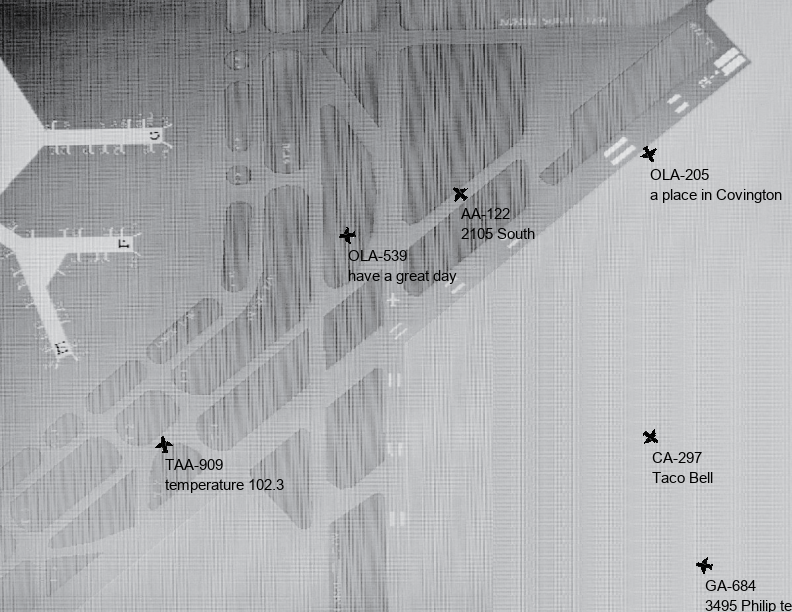 OLA-205
a place in Covington
AA-122
2105 South
OLA-539
have a great day
CA-297
Taco Bell
TAA-909
temperature 102.3
GA-684
3495 Philip te